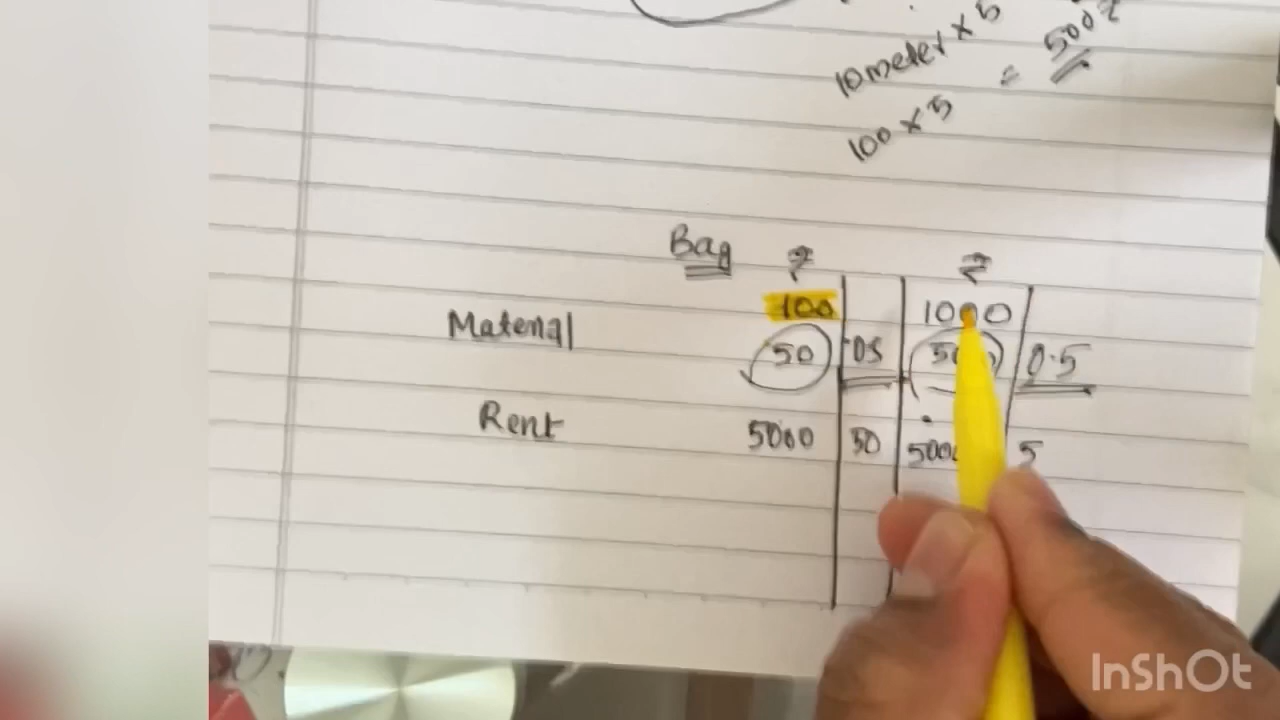 10 meter × 5
100 × 5 = 500₹
Bag ₹ ₹
100 1000
Material 50 .05 0.5
Rent 5000 50 5
InShOt